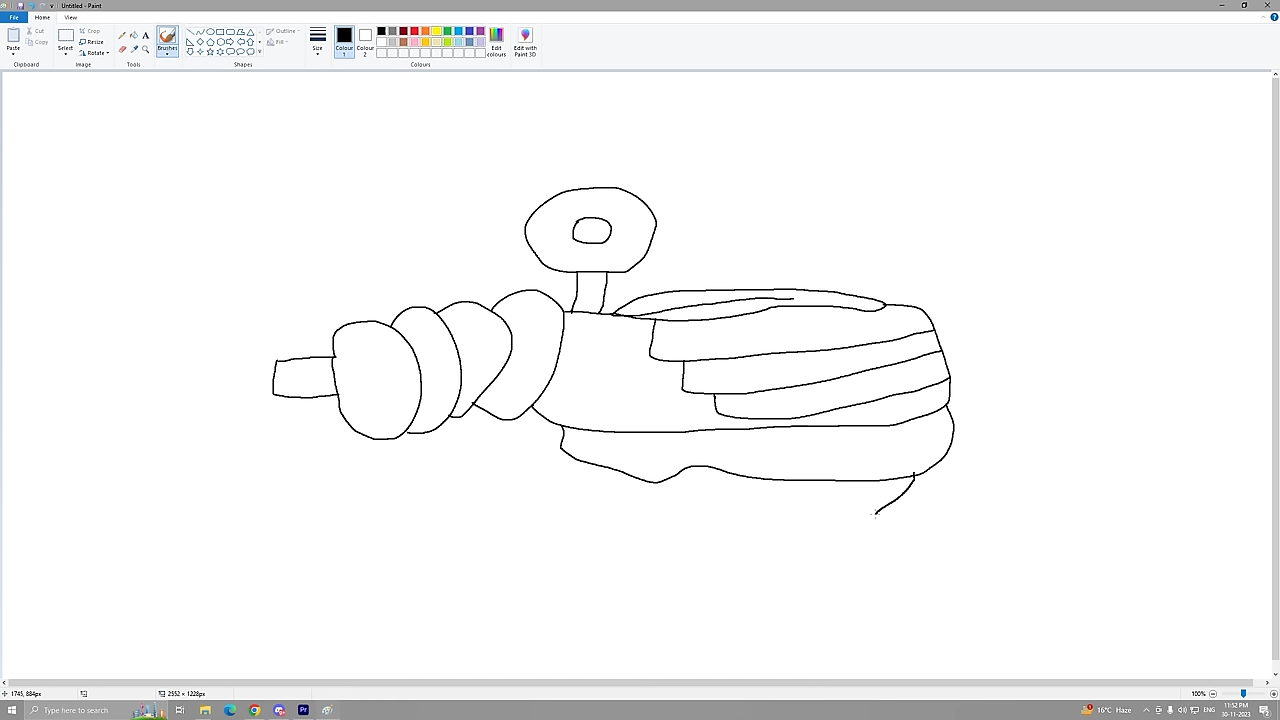 Untitled - Paint
File Home View
Paste
Cut
Copy
Clipboard
Select
Crop
Resize
Rotate
Image
A
Tools
Brushes
Outline
Fill
Shapes
Size
Colour 1
Colour 2
Edit colours
Edit with Paint 3D
Colours
1743, 884px
2552 × 1228px
100%
Type here to search
Pr
16°C Haze
ENG
11:52 PM
30-11-2023
2